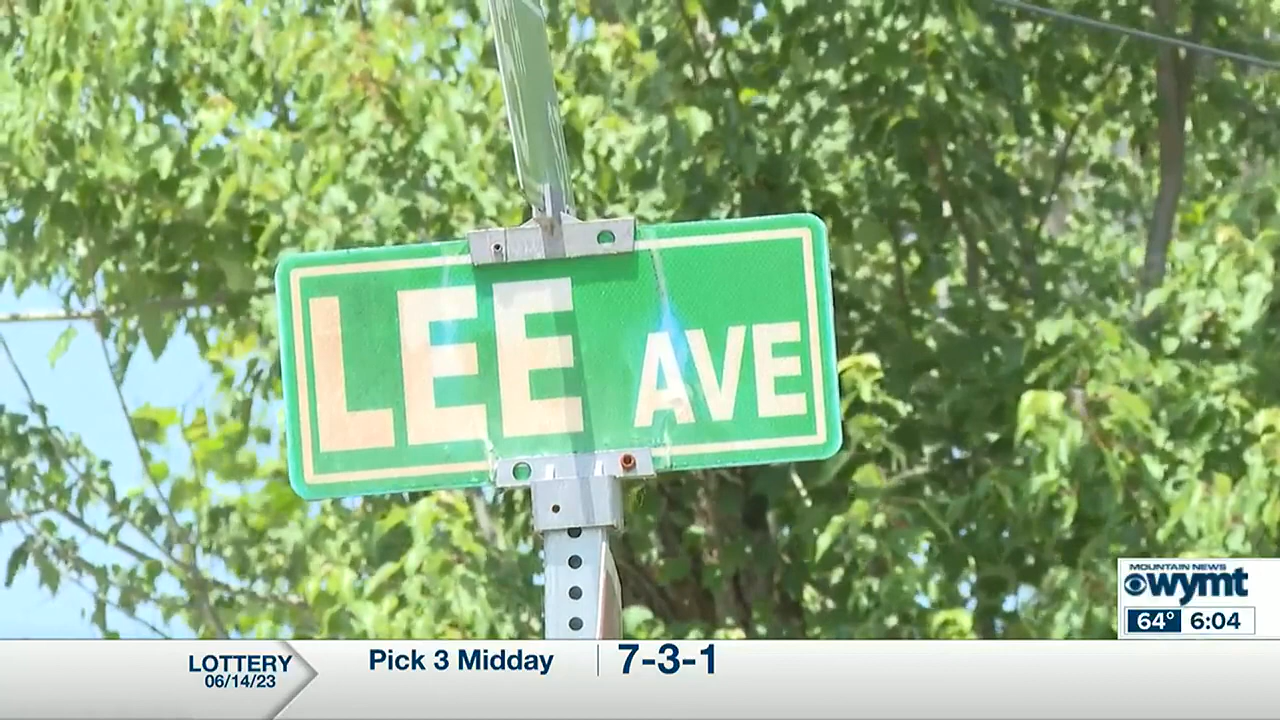 LEE AVE
MOUNTAIN NEWS
wymt
64° 6:04
LOTTERY
06/14/23
Pick 3 Midday 7-3-1